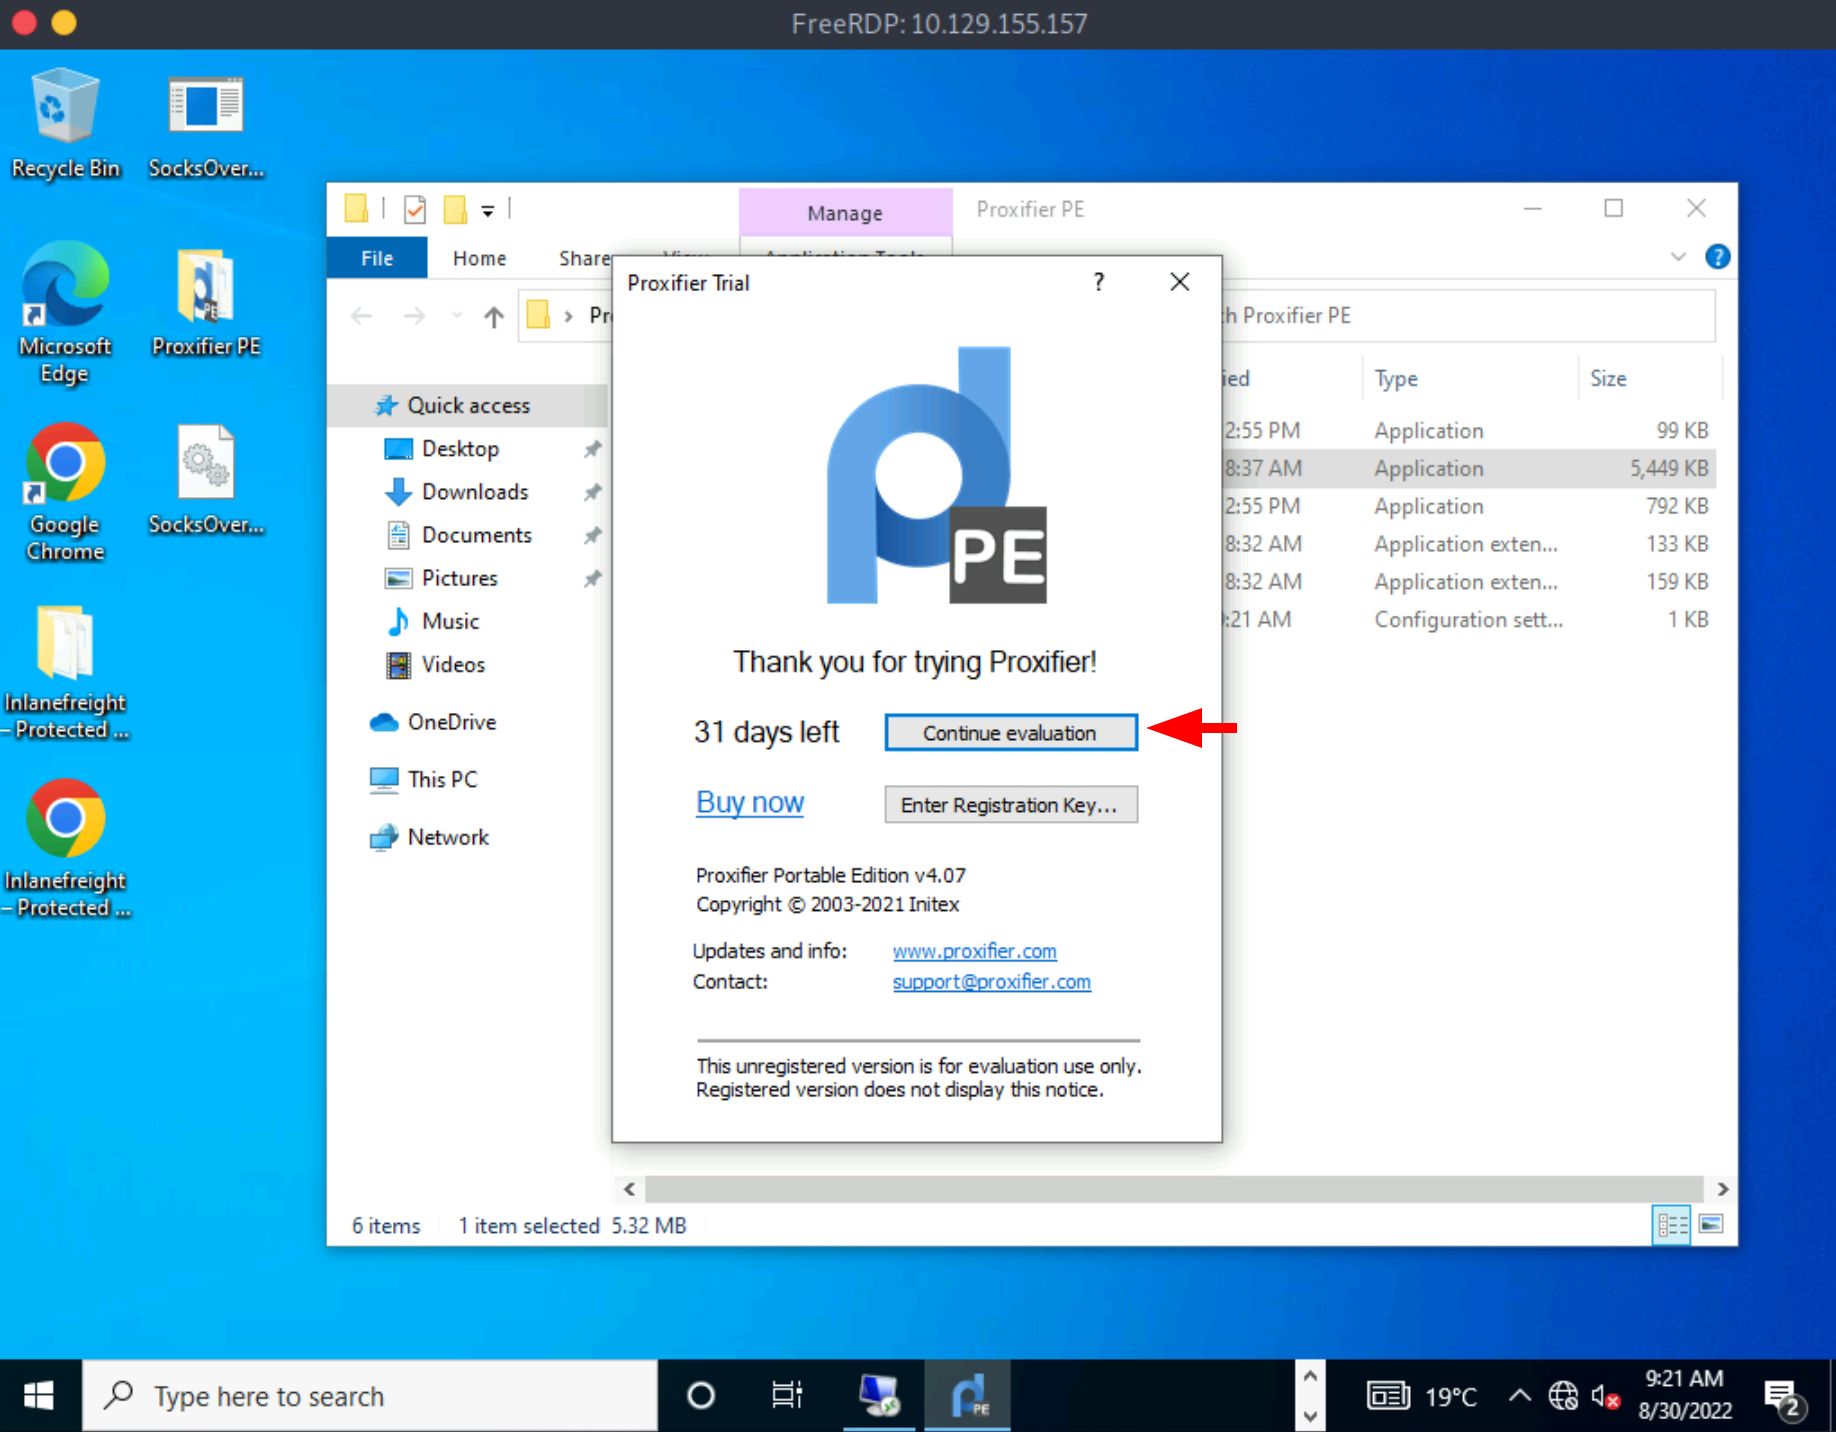 FreeRDP: 10.129.155.157
Recycle Bin
SocksOver...
Microsoft
Edge
Proxifier PE
Google
Chrome
SocksOver...
Inlanefreight
– Protected ...
Inlanefreight
– Protected ...
Manage
Proxifier PE
File
Home
Share
View
Application Tools
?
Quick access
Desktop
Downloads
Documents
Pictures
Music
Videos
OneDrive
This PC
Network
Proxifier Trial
?
PE
Thank you for trying Proxifier!
31 days left
Continue evaluation
Buy now
Enter Registration Key...
Proxifier Portable Edition v4.07
Copyright © 2003-2021 Initex
Updates and info:
www.proxifier.com
Contact:
support@proxifier.com
This unregistered version is for evaluation use only.
Registered version does not display this notice.
Proxifier PE
Type
Size
2:55 PM
Application
99 KB
8:37 AM
Application
5,449 KB
2:55 PM
Application
792 KB
8:32 AM
Application exten...
133 KB
8:32 AM
Application exten...
159 KB
:21 AM
Configuration sett...
1 KB
6 items
1 item selected 5.32 MB
Type here to search
PE
19°C
9:21 AM
8/30/2022
2